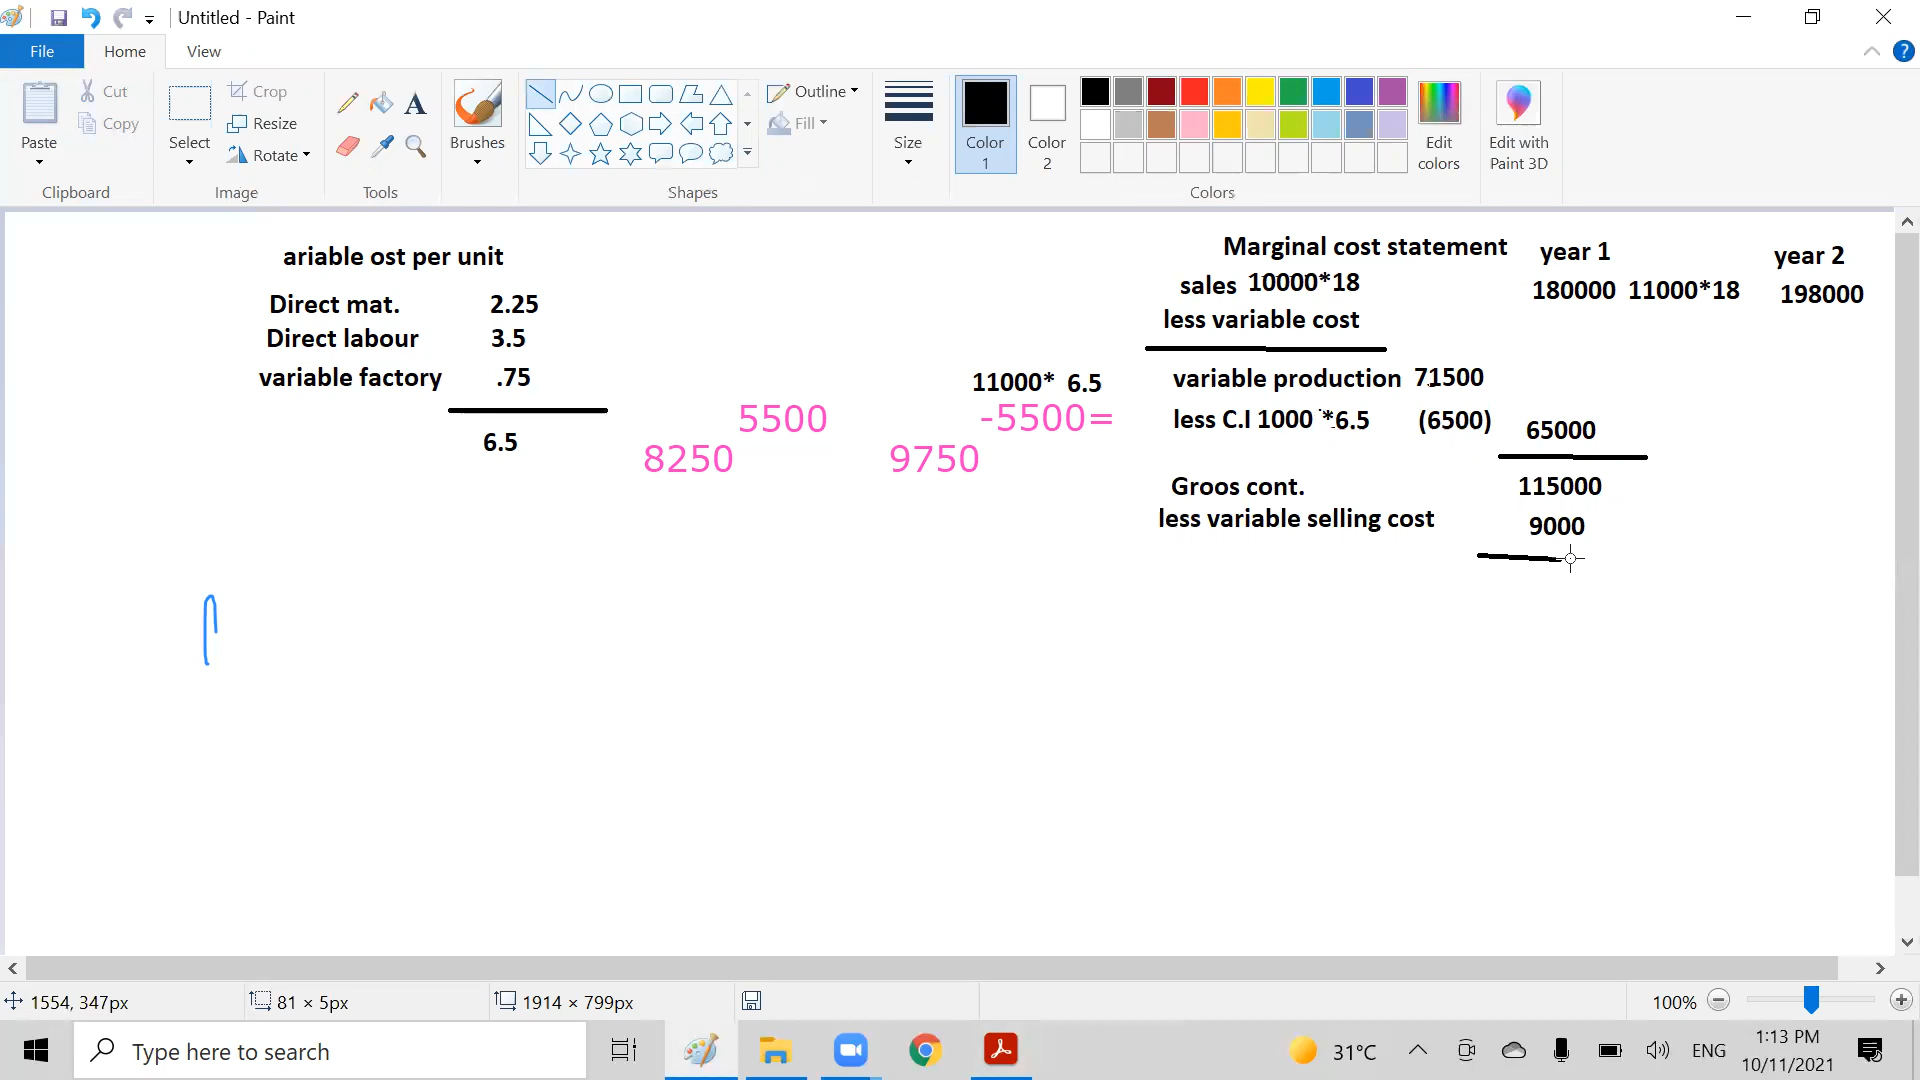 Untitled - Paint
File Home View
Paste
Cut
Copy
Clipboard
Select
Crop
Resize
Rotate
Image
A
Tools
Brushes
Outline
Fill
Shapes
Size
Color 1
Color 2
Edit colors
Colors
Edit with Paint 3D
ariable ost per unit
Direct mat. 2.25
Direct labour 3.5
variable factory .75
6.5
5500
8250
9750
11000* 6.5
-5500=
Marginal cost statement year 1 year 2
sales 10000*18 180000 11000*18 198000
less variable cost
variable production 71500
less C.I 1000 *6.5 (6500) 65000
Groos cont. 115000
less variable selling cost 9000
1554, 347px
81 × 5px
1914 × 799px
100%
Type here to search
31°C
ENG
1:13 PM
10/11/2021